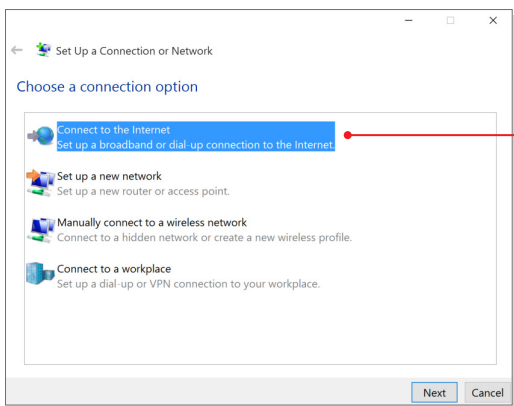 Set Up a Connection or Network
Choose a connection option
Connect to the Internet
Set up a broadband or dial-up connection to the Internet.
Set up a new network
Set up a new router or access point.
Manually connect to a wireless network
Connect to a hidden network or create a new wireless profile.
Connect to a workplace
Set up a dial-up or VPN connection to your workplace.
Next Cancel